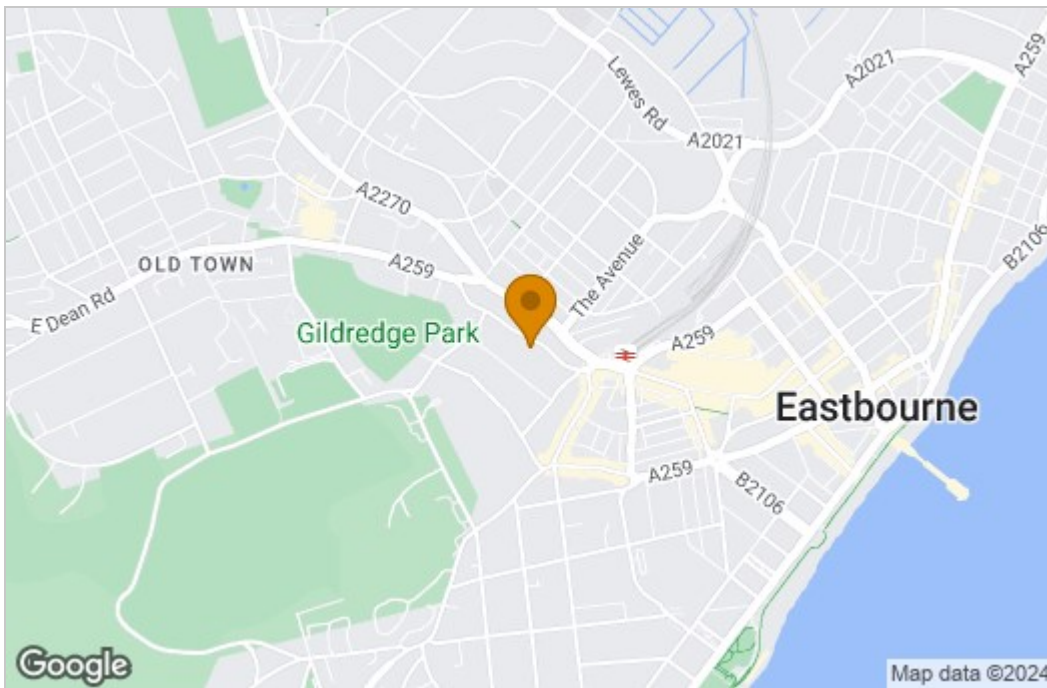 A259
A2021
Lewes Rd
A2021
A2270
B2106
The Avenue
OLD TOWN
A259
E Dean Rd
Gildredge Park
A259
Eastbourne
A259
B2106
Google
Map data ©2024